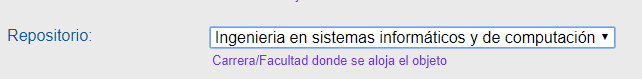 Repositorio: Ingenieria en sistemas informáticos y de computación
Carrera/Facultad donde se aloja el objeto